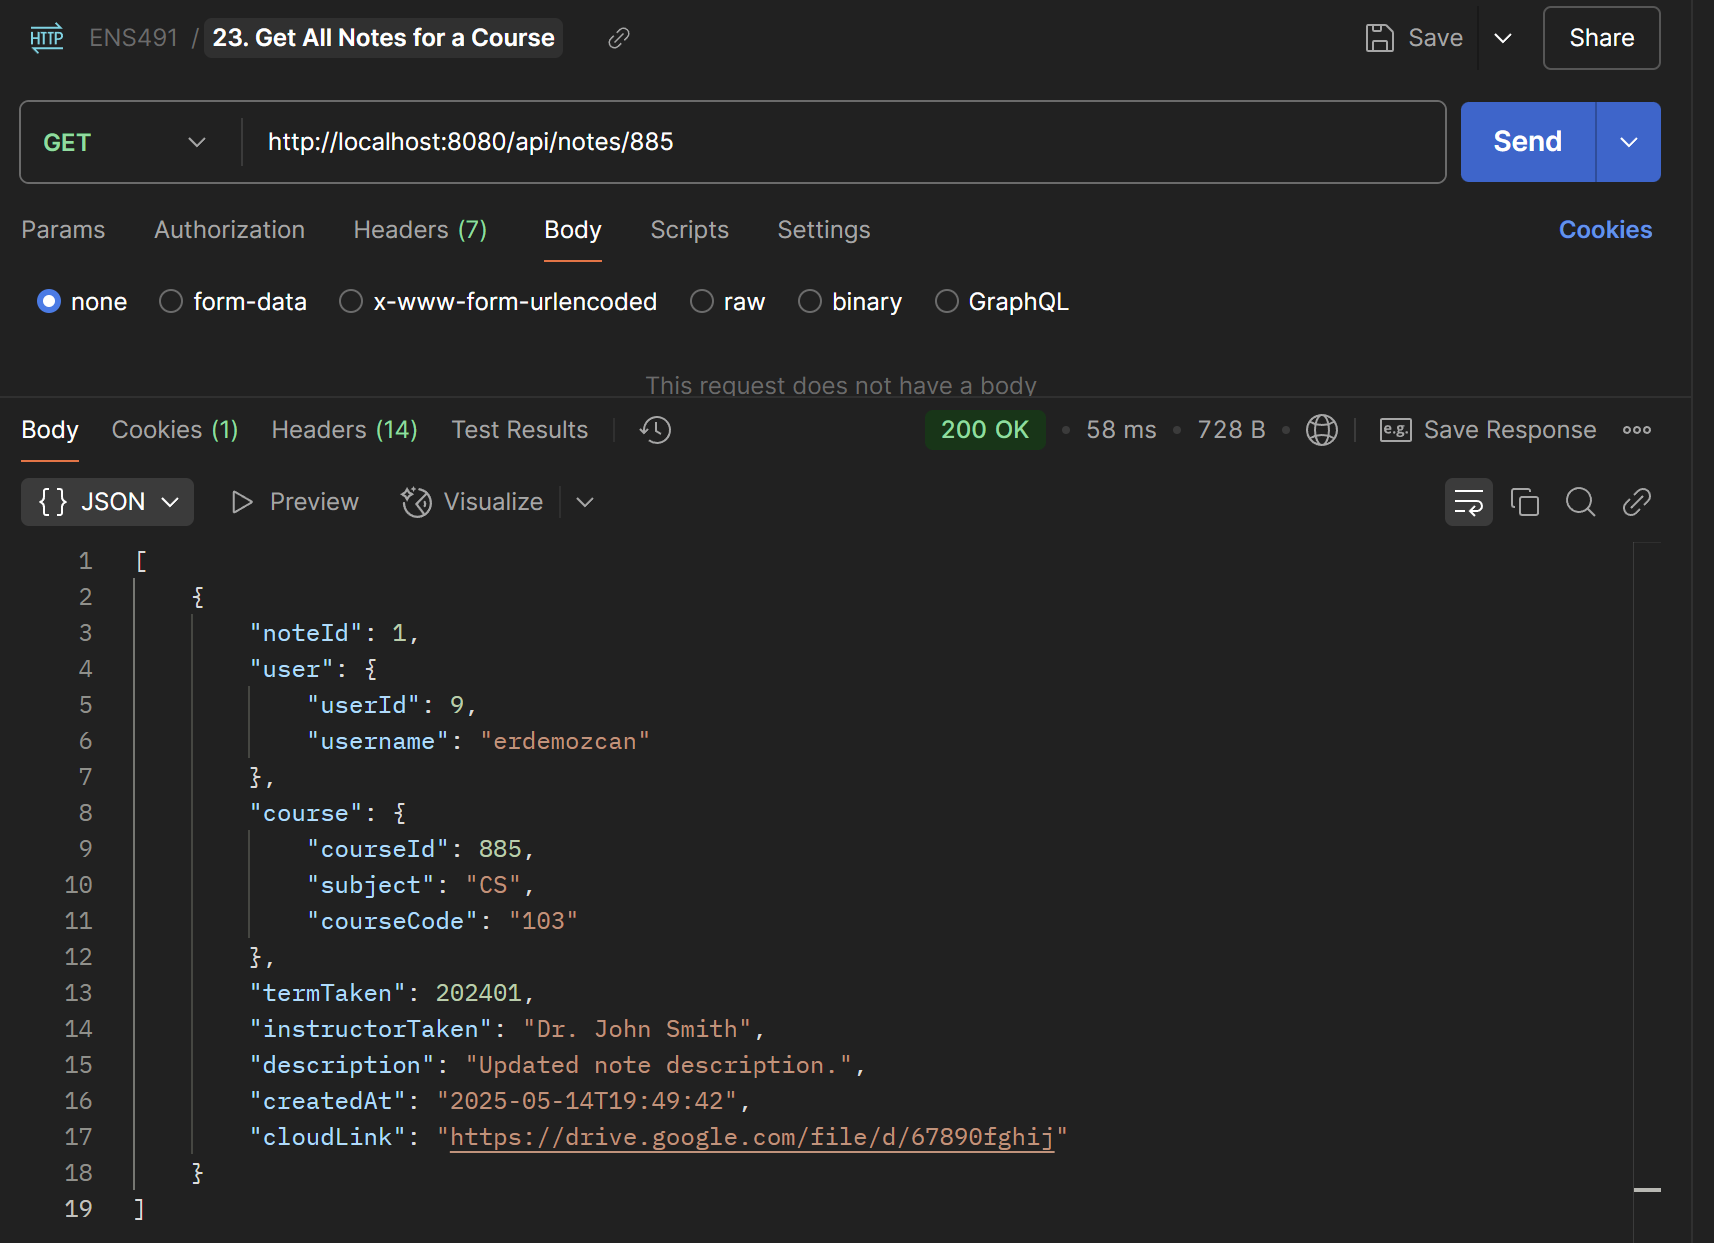 HTTP ENS491 / 23. Get All Notes for a Course Save Share
GET http://localhost:8080/api/notes/885 Send
Params Authorization Headers (7) Body Scripts Settings Cookies
none form-data x-www-form-urlencoded raw binary GraphQL
This request does not have a body
Body Cookies (1) Headers (14) Test Results 200 OK • 58 ms • 728 B • e.g. Save Response
{} JSON Preview Visualize
1 [
2 {
3 "noteId": 1,
4 "user": {
5 "userId": 9,
6 "username": "erdemozcan"
7 },
8 "course": {
9 "courseId": 885,
10 "subject": "CS",
11 "courseCode": "103"
12 },
13 "termTaken": 202401,
14 "instructorTaken": "Dr. John Smith",
15 "description": "Updated note description.",
16 "createdAt": "2025-05-14T19:49:42",
17 "cloudLink": "https://drive.google.com/file/d/67890fghij"
18 }
19 ]